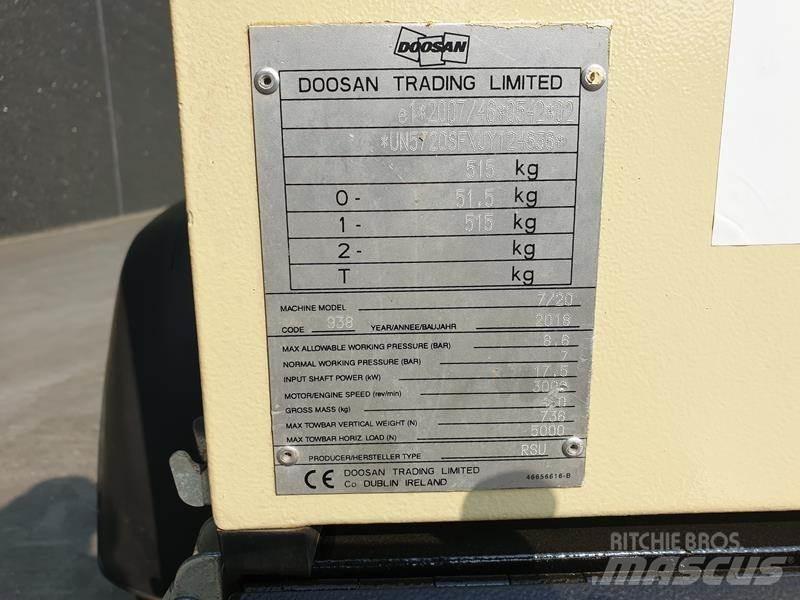 DOOSAN
DOOSAN TRADING LIMITED
e1*2007/46*0542*02
515 kg
0- 51.5 kg
1- 515 kg
2- kg
T kg
MACHINE MODEL 7/20
CODE 938 YEAR/ANNEE/BAUJAHR 2018
MAX ALLOWABLE WORKING PRESSURE (BAR) 8.6
NORMAL WORKING PRESSURE (BAR) 7
INPUT SHAFT POWER (kW) 17.5
MOTOR/ENGINE SPEED (rev/min)
GROSS MASS (kg)
MAX TOWBAR VERTICAL WEIGHT (N) 736
MAX TOWBAR HORIZ. LOAD (N) 5000
PRODUCER/HERSTELLER TYPE RSU
CE DOOSAN TRADING LIMITED
Co DUBLIN IRELAND 46656616-B
RITCHIE BROS.
MASCUS